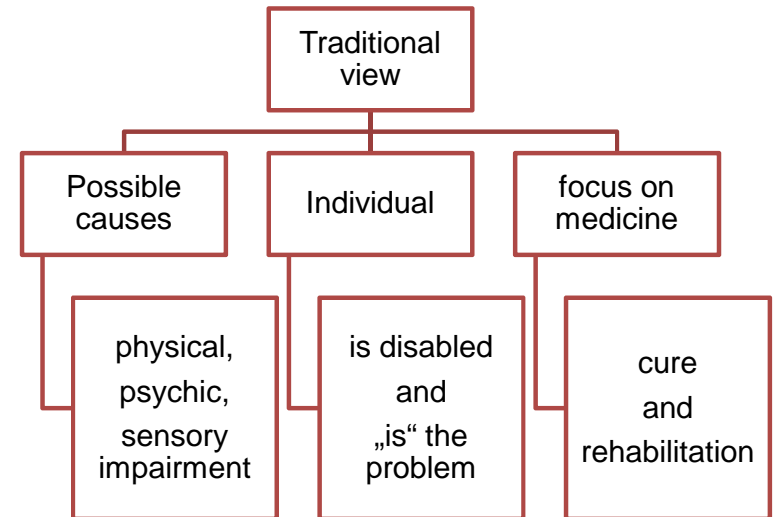 Traditional
view
Possible
causes
Individual
focus on
medicine
physical,
psychic,
sensory
impairment
is disabled
and
„is“ the
problem
cure
and
rehabilitation